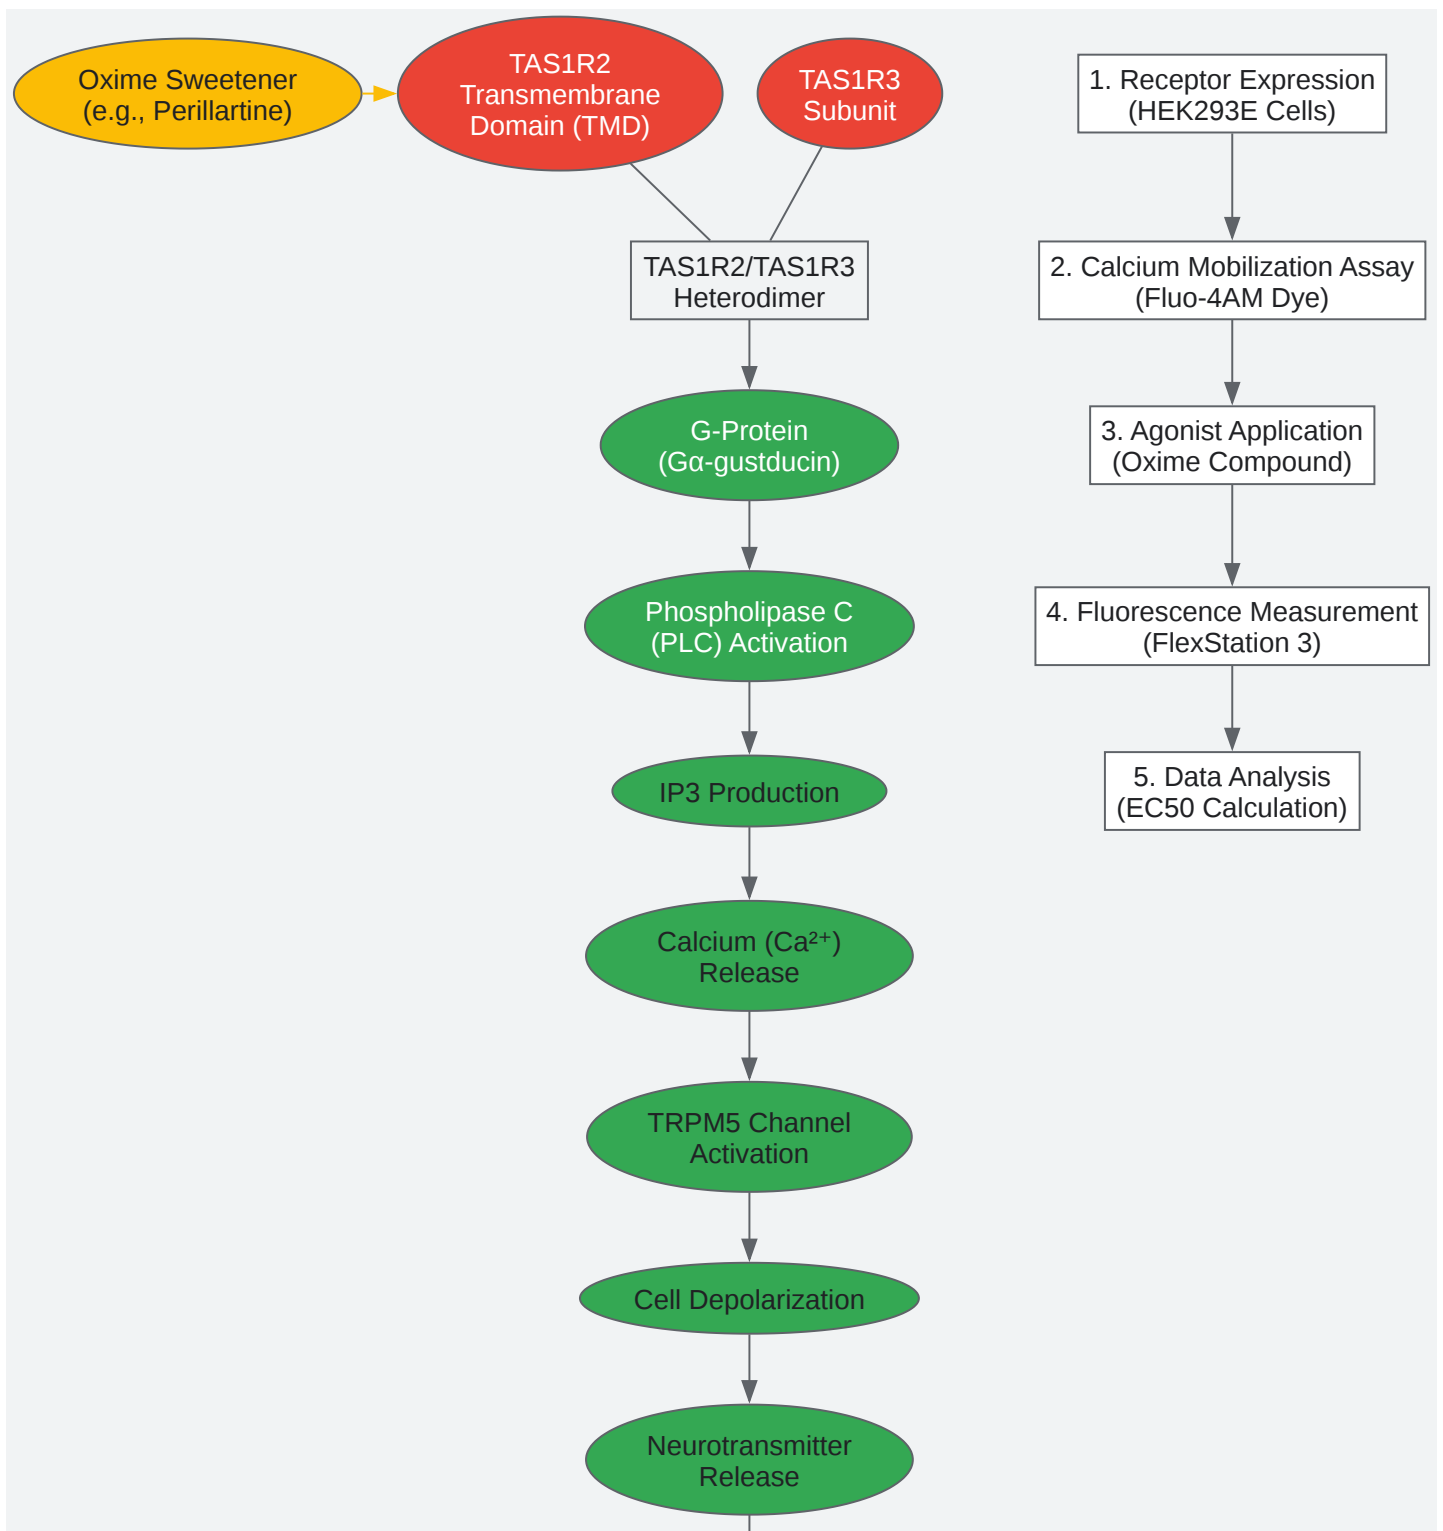 Oxime Sweetener
(e.g., Perillartine)
TAS1R2
Transmembrane
Domain (TMD)
TAS1R3
Subunit
TAS1R2/TAS1R3
Heterodimer
G-Protein
(Gα-gustducin)
Phospholipase C
(PLC) Activation
IP3 Production
Calcium (Ca²⁺)
Release
TRPM5 Channel
Activation
Cell Depolarization
Neurotransmitter
Release
1. Receptor Expression
(HEK293E Cells)
2. Calcium Mobilization Assay
(Fluo-4AM Dye)
3. Agonist Application
(Oxime Compound)
4. Fluorescence Measurement
(FlexStation 3)
5. Data Analysis
(EC50 Calculation)